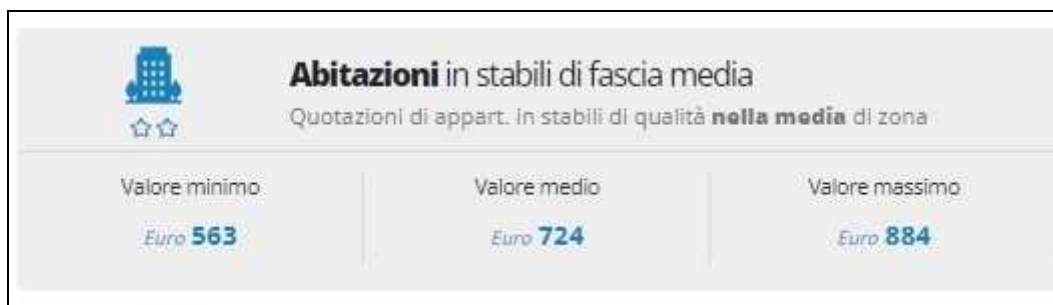 Abitazioni in stabili di fascia media
Quotazioni di appart. in stabili di qualità nella media di zona
Valore minimo Valore medio Valore massimo
Euro 563 Euro 724 Euro 884